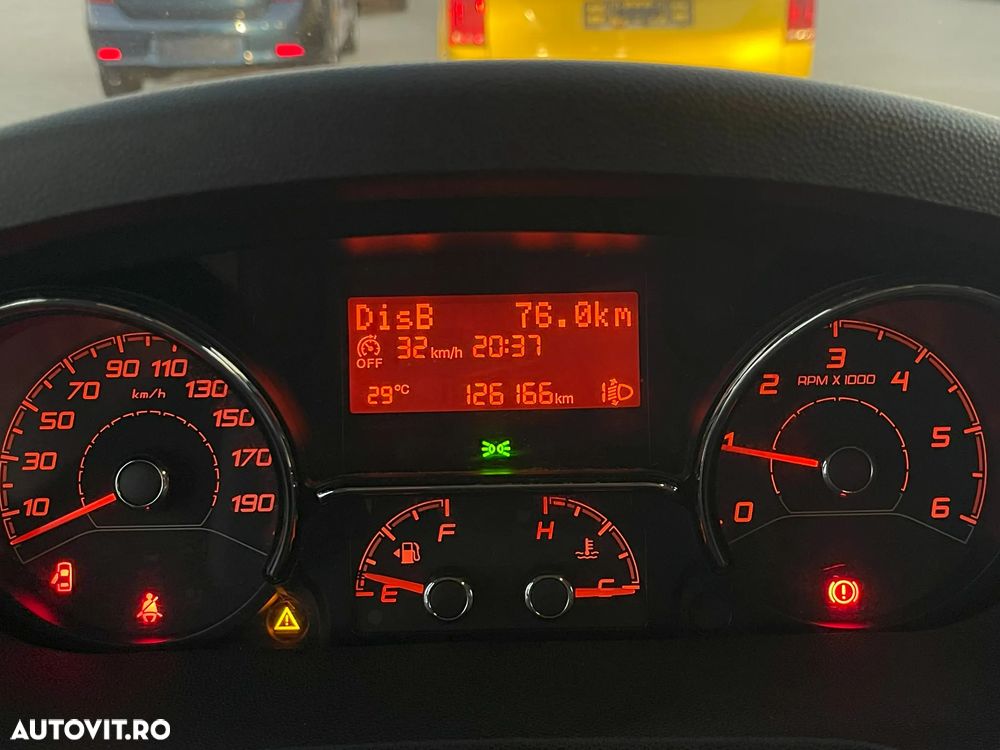 DisB 76.0km
OFF 32 km/h 20:37
29°C 126166km 1
10 30 50 70 90 110 130 150 170 190
km/h
0 1 2 3 4 5 6
RPM X 1000
F
E
H
C
AUTOVIT.RO